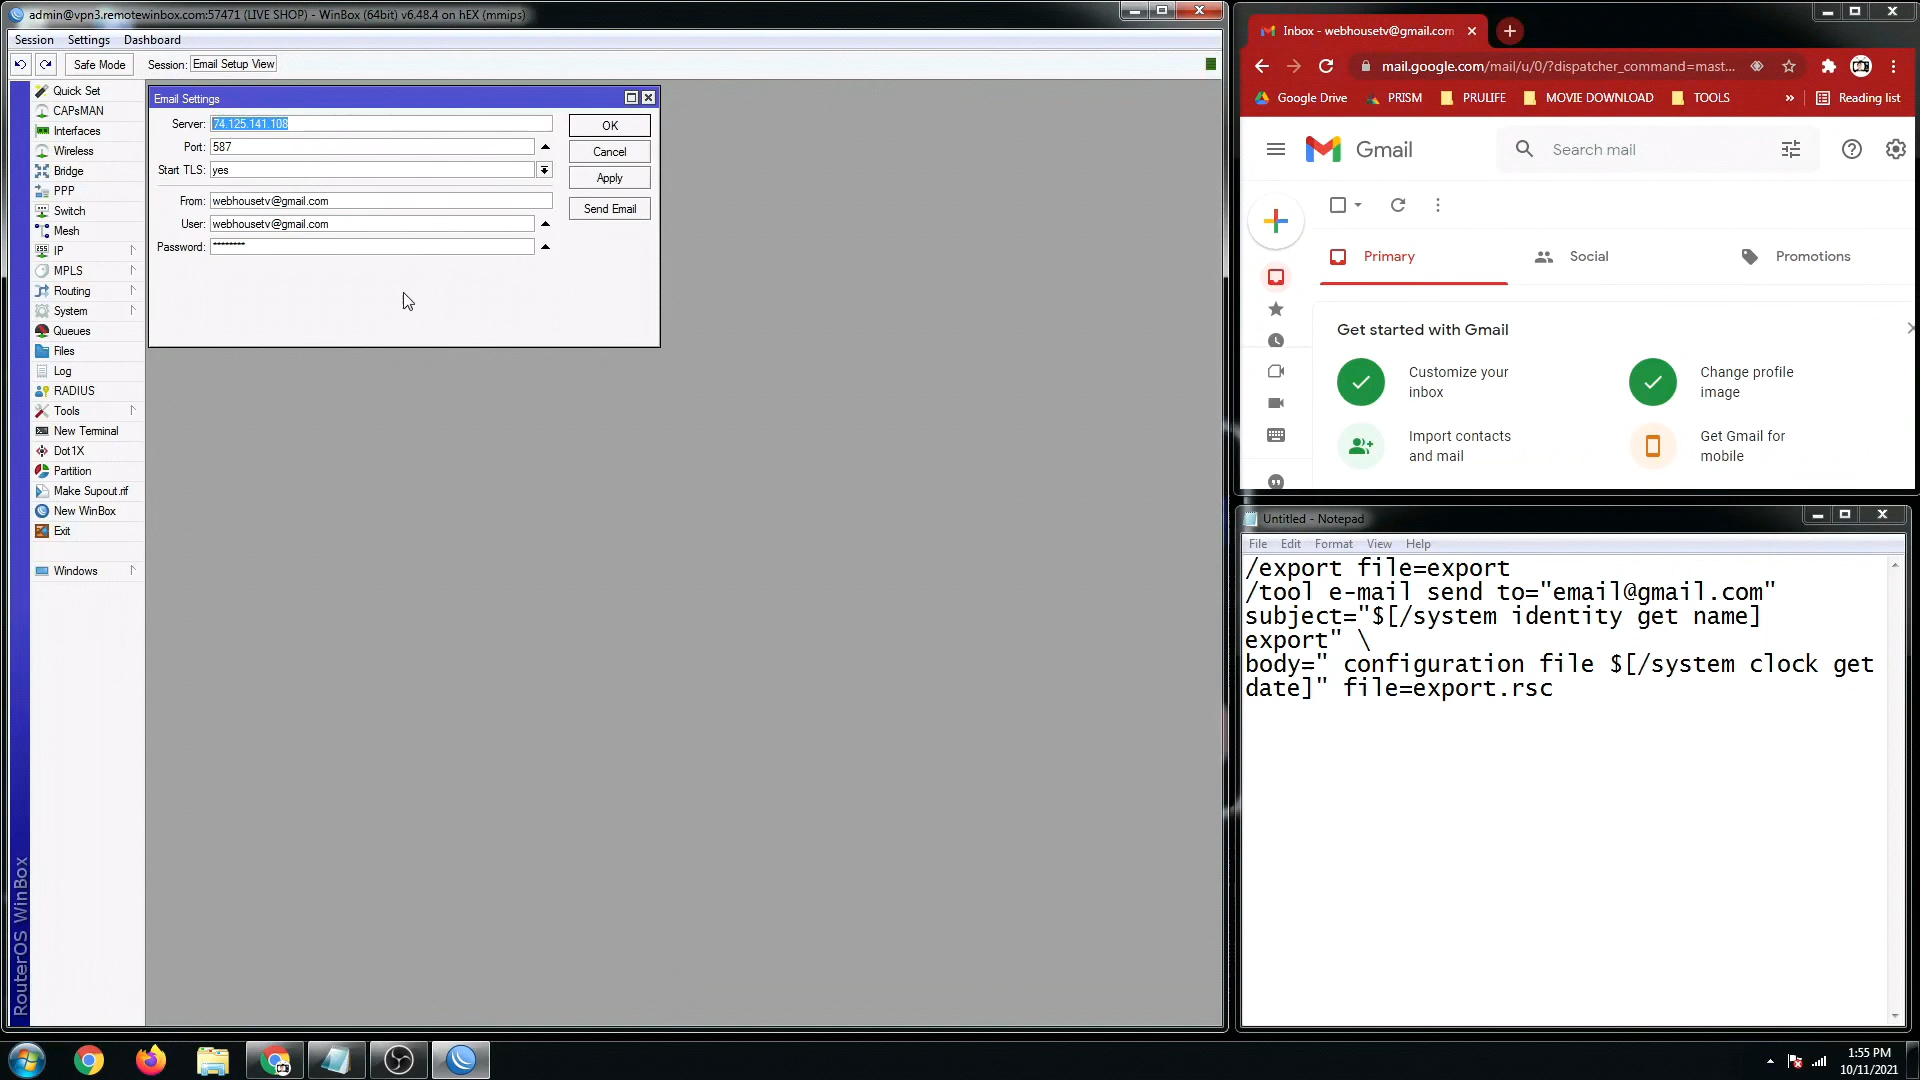 admin@vpn3.remotewinbox.com:57471 (LIVE SHOP) - WinBox (64bit) v6.48.4 on hEX (mmips)
Session Settings Dashboard
Safe Mode Session: Email Setup View
Quick Set
CAPsMAN
Interfaces
Wireless
Bridge
PPP
Switch
Mesh
IP
MPLS
Routing
System
Queues
Files
Log
RADIUS
Tools
New Terminal
Dot1X
Partition
Make Supout.rif
New WinBox
Exit
Windows
RouterOS WinBox
Email Settings
Server: 74.125.141.108
Port: 587
Start TLS: yes
From: webhousetv@gmail.com
User: webhousetv@gmail.com
Password: ********
OK
Cancel
Apply
Send Email
Inbox - webhousetv@gmail.com
mail.google.com/mail/u/0/?dispatcher_command=mast...
Google Drive PRISM PRULIFE MOVIE DOWNLOAD TOOLS » Reading list
Gmail Search mail
Primary Social Promotions
Get started with Gmail
Customize your
inbox
Change profile
image
Import contacts
and mail
Get Gmail for
mobile
Untitled - Notepad
File Edit Format View Help
/export file=export
/tool e-mail send to="email@gmail.com"
subject="$[/system identity get name]
export" \
body=" configuration file $[/system clock get
date]" file=export.rsc
1:55 PM
10/11/2021